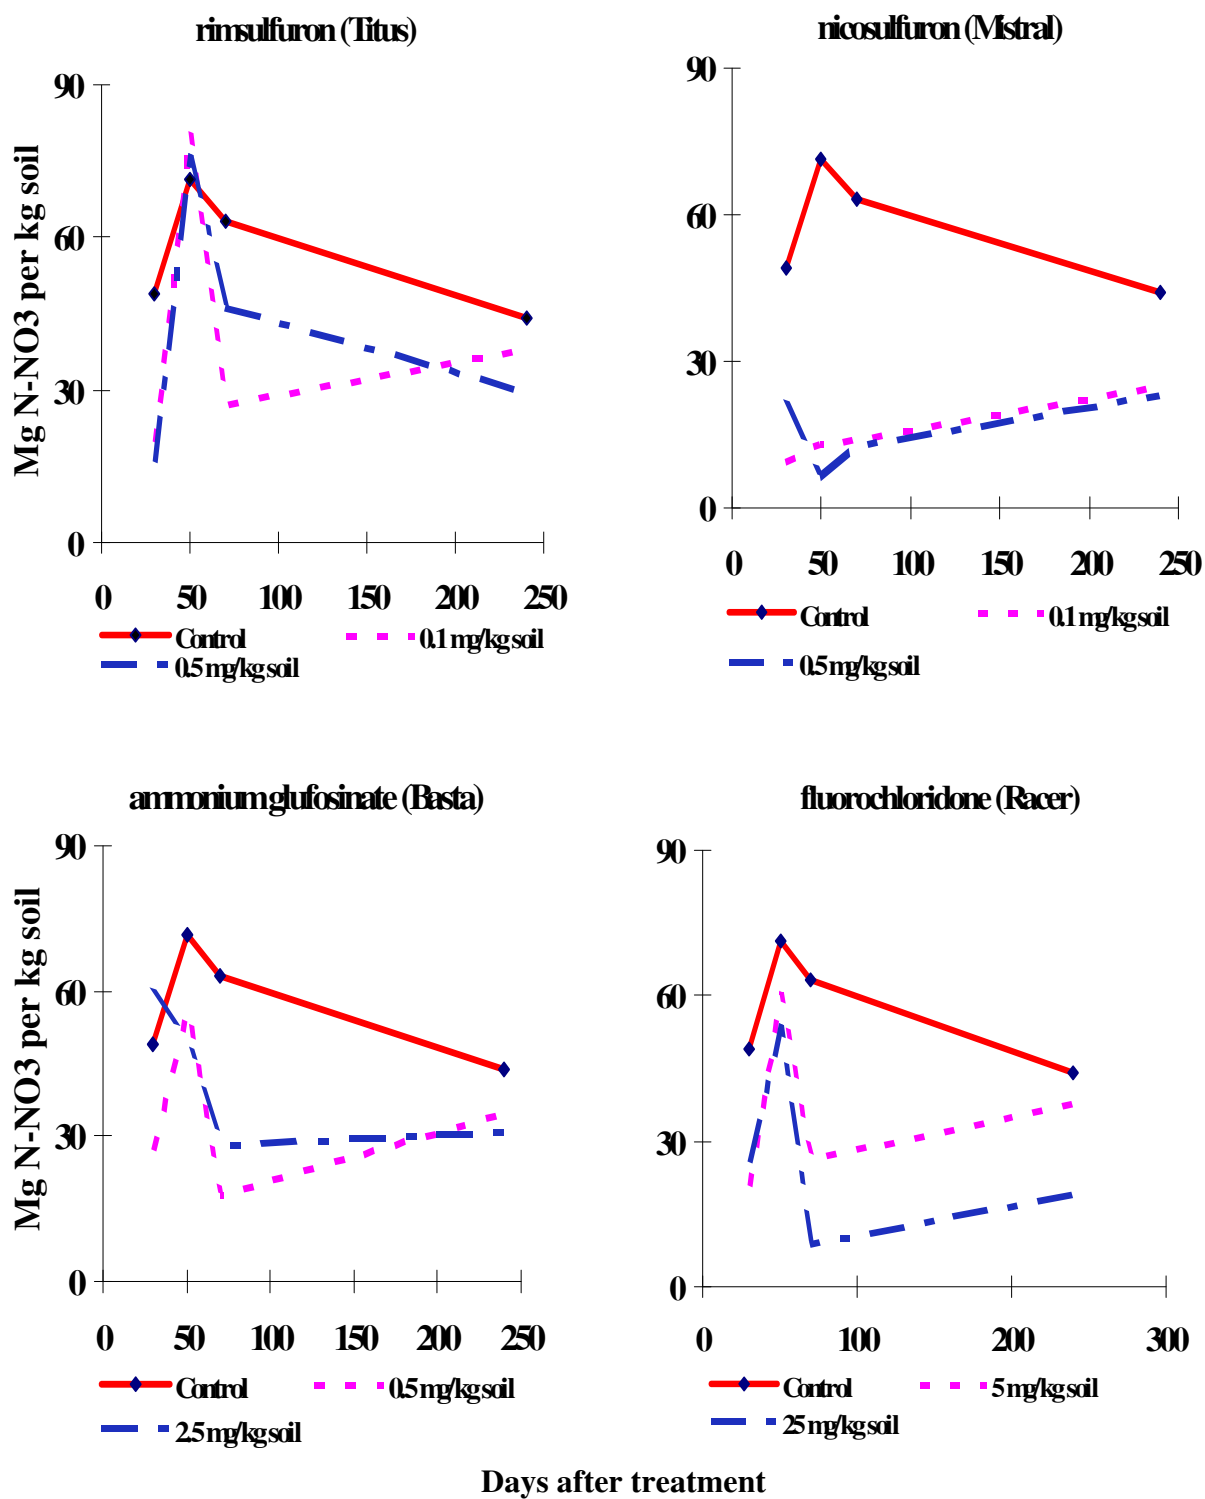 rimsulfuron (Titus)
90
60
30
0
0 50 100 150 200 250
Mg N-NO3 per kg soil
Control 0.1 mg/kg soil
0.5 mg/kg soil
nicosulfuron (Mistral)
90
60
30
0
0 50 100 150 200 250
Control 0.1 mg/kg soil
0.5 mg/kg soil
ammonium glufosinate (Basta)
90
60
30
0
0 50 100 150 200 250
Mg N-NO3 per kg soil
Control 0.5 mg/kg soil
2.5 mg/kg soil
fluorochloridone (Racer)
90
60
30
0
0 100 200 300
Control 5 mg/kg soil
25 mg/kg soil
Days after treatment